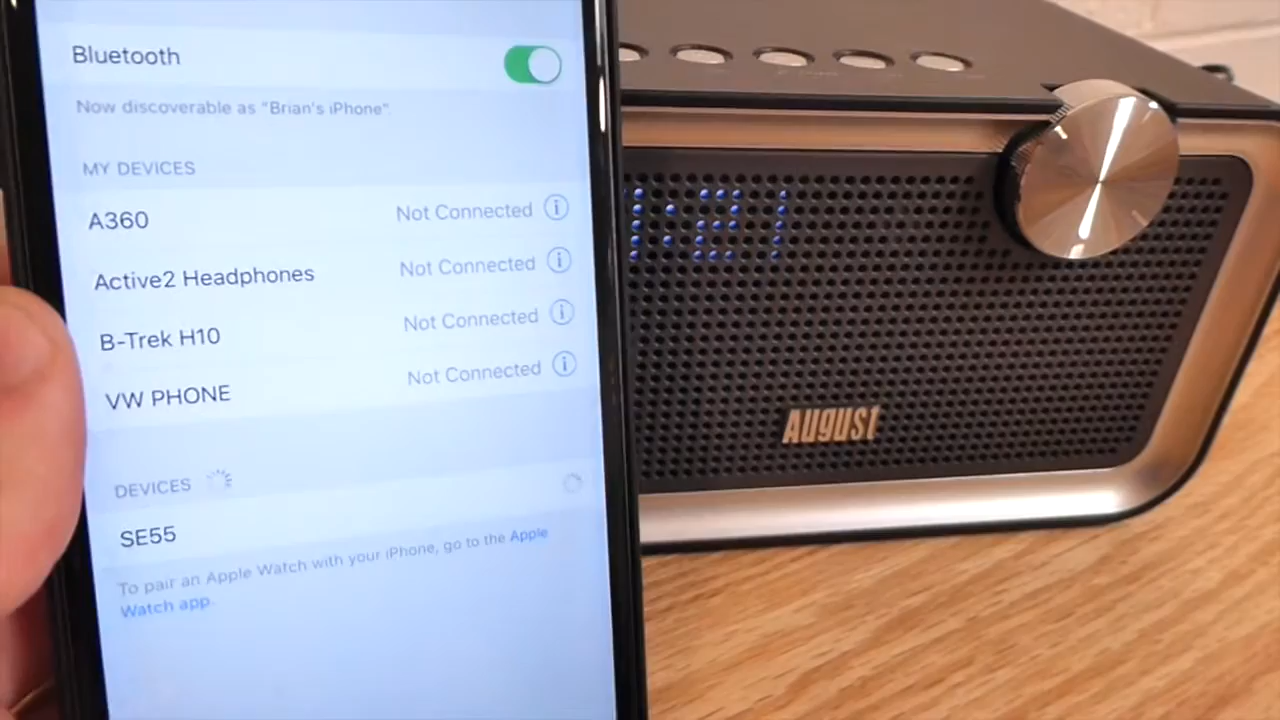 Bluetooth
Now discoverable as "Brian's iPhone"
MY DEVICES
A360 Not Connected
Active2 Headphones Not Connected
B-Trek H10 Not Connected
VW PHONE Not Connected
DEVICES
SE55
To pair an Apple Watch with your iPhone, go to the Apple
Watch app.
AUGUST